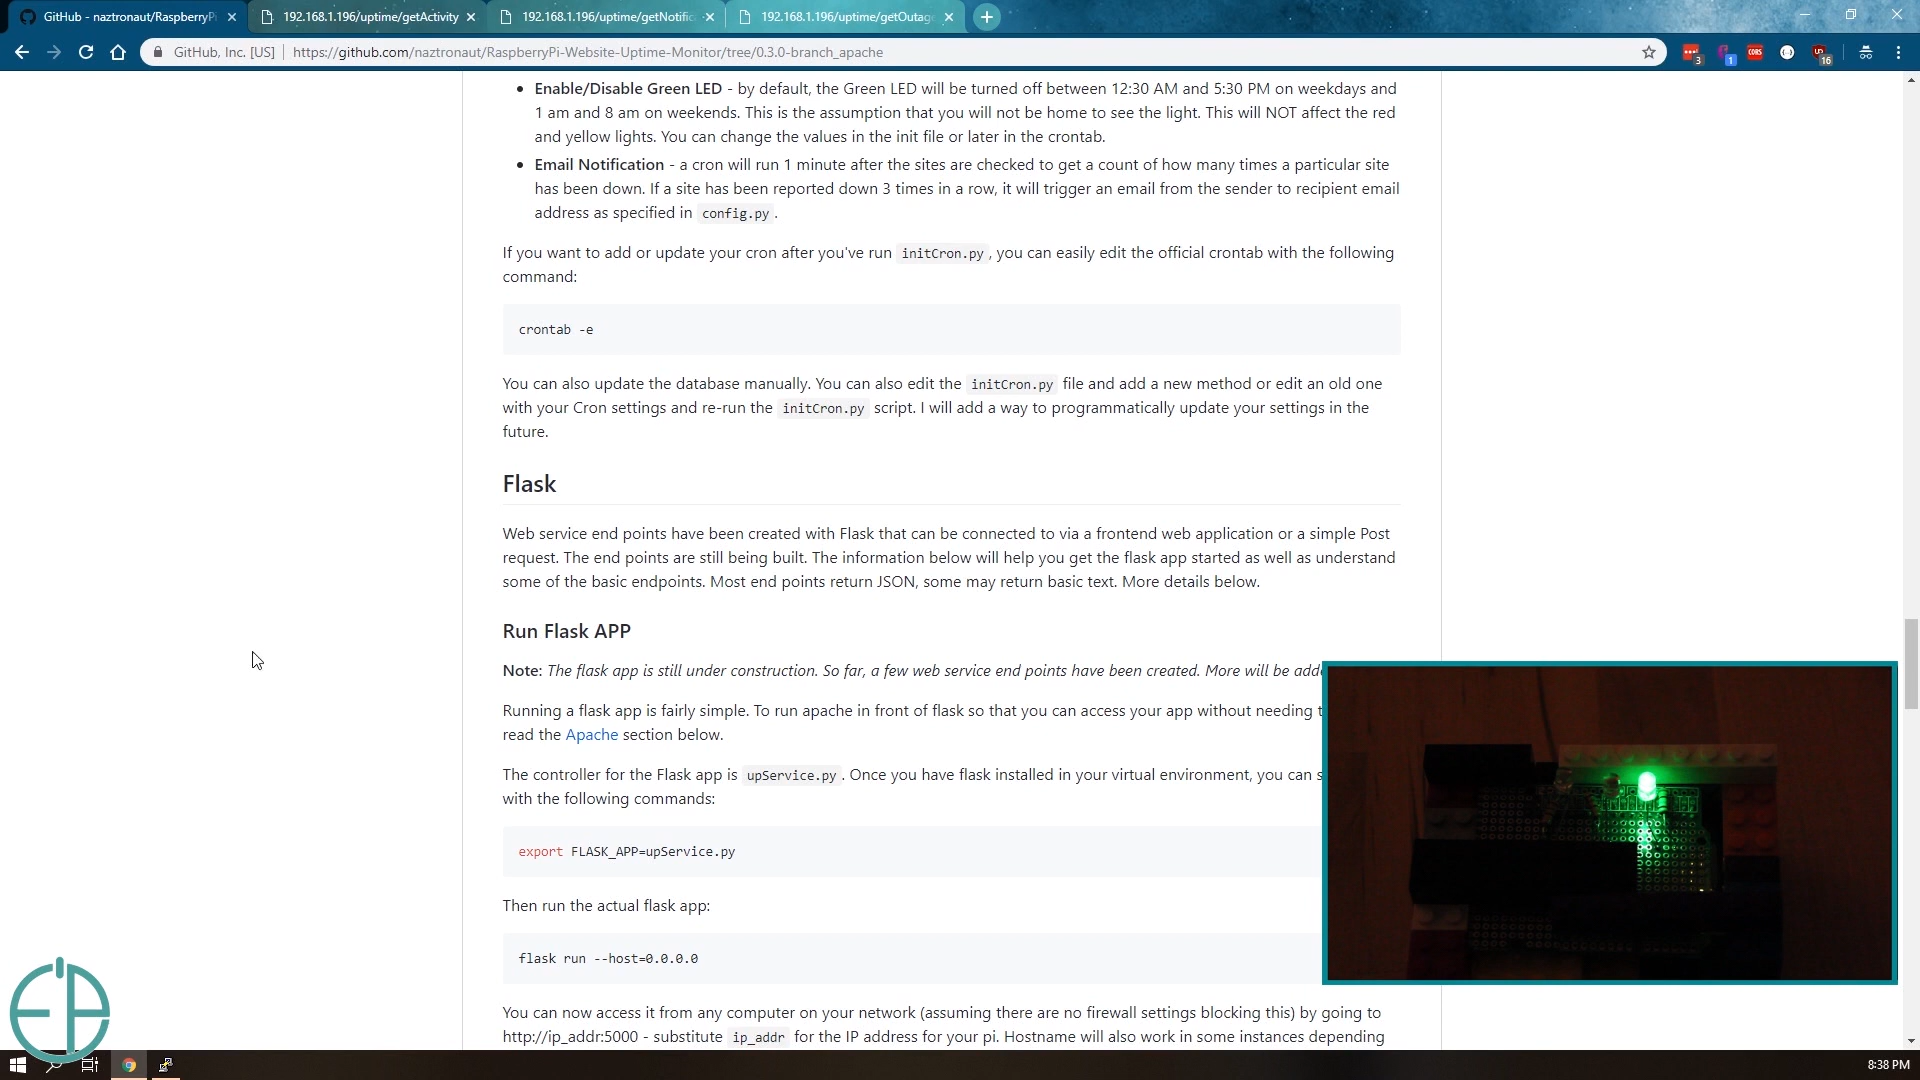 GitHub - naztronaut/RaspberryPi
192.168.1.196/uptime/getActivity
192.168.1.196/uptime/getNotific
192.168.1.196/uptime/getOutag
GitHub, Inc. [US]
https://github.com/naztronaut/RaspberryPi-Website-Uptime-Monitor/tree/0.3.0-branch_apache
3
1
CORS
16
Enable/Disable Green LED - by default, the Green LED will be turned off between 12:30 AM and 5:30 PM on weekdays and
1 am and 8 am on weekends. This is the assumption that you will not be home to see the light. This will NOT affect the red
and yellow lights. You can change the values in the init file or later in the crontab.
Email Notification - a cron will run 1 minute after the sites are checked to get a count of how many times a particular site
has been down. If a site has been reported down 3 times in a row, it will trigger an email from the sender to recipient email
address as specified in config.py.
If you want to add or update your cron after you've run initCron.py, you can easily edit the official crontab with the following
command:
crontab -e
You can also update the database manually. You can also edit the initCron.py file and add a new method or edit an old one
with your Cron settings and re-run the initCron.py script. I will add a way to programmatically update your settings in the
future.
Flask
Web service end points have been created with Flask that can be connected to via a frontend web application or a simple Post
request. The end points are still being built. The information below will help you get the flask app started as well as understand
some of the basic endpoints. Most end points return JSON, some may return basic text. More details below.
Run Flask APP
Note: The flask app is still under construction. So far, a few web service end points have been created. More will be adde
Running a flask app is fairly simple. To run apache in front of flask so that you can access your app without needing t
read the Apache section below.
The controller for the Flask app is upService.py. Once you have flask installed in your virtual environment, you can s
with the following commands:
export FLASK_APP=upService.py
Then run the actual flask app:
flask run --host=0.0.0.0
You can now access it from any computer on your network (assuming there are no firewall settings blocking this) by going to
http://ip_addr:5000 - substitute ip_addr for the IP address for your pi. Hostname will also work in some instances depending
8:38 PM